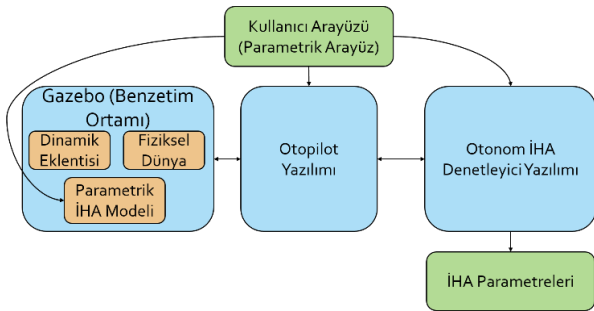 Kullanıcı Arayüzü
(Parametrik Arayüz)
Gazebo (Benzetim
Ortamı)
Dinamik
Eklentisi
Fiziksel
Dünya
Parametrik
İHA Modeli
Otopilot
Yazılımı
Otonom İHA
Denetleyici Yazılımı
İHA Parametreleri